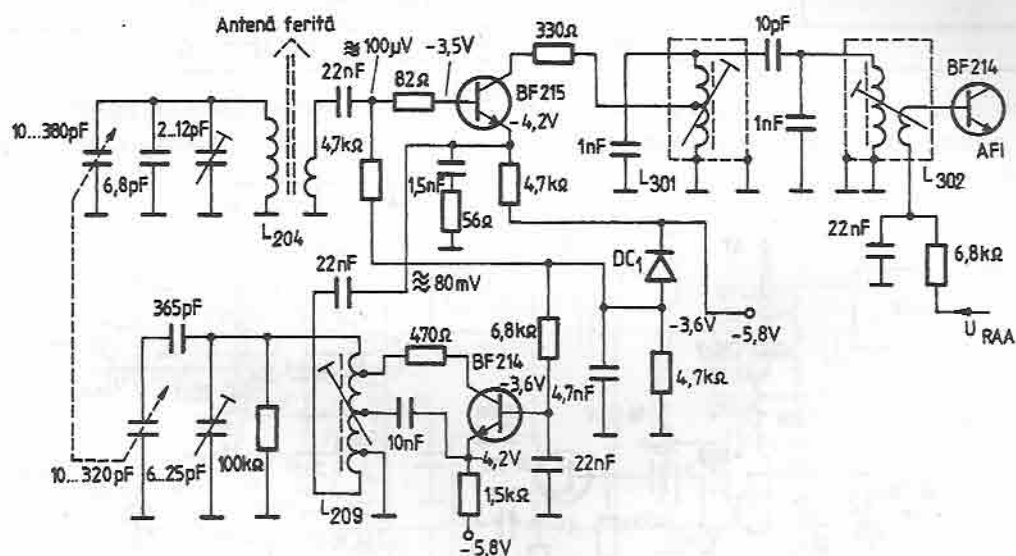 Antenă ferită
≈ 100μV
-3,5V
330Ω
10pF
22nF
82Ω
BF215
BF214
10...380pF
2...12pF
-4,2V
6,8pF
4,7kΩ
1,5nF
4,7kΩ
1nF
1nF
AFI
L204
56Ω
L301
L302
22nF
DC1
22nF
6,8kΩ
≈ 80mV
365pF
-3,6V
-5,8V
URAA
470Ω
6,8kΩ
BF214
-3,6V
4,7nF
4,7kΩ
10nF
10...320pF
6...25pF
100kΩ
-4,2V
22nF
L209
1,5kΩ
-5,8V